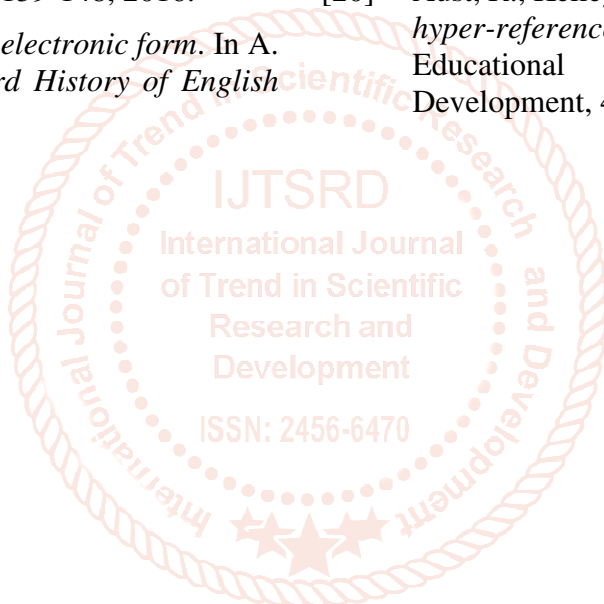 139-148, 2016.
electronic form. In A.
rd History of English
[20]
hyper-reference
Educational
Development, 4
International Journal of Trend in Scientific Research and Development
IJTSRD
International Journal
of Trend in Scientific
Research and
Development
ISSN: 2456-6470